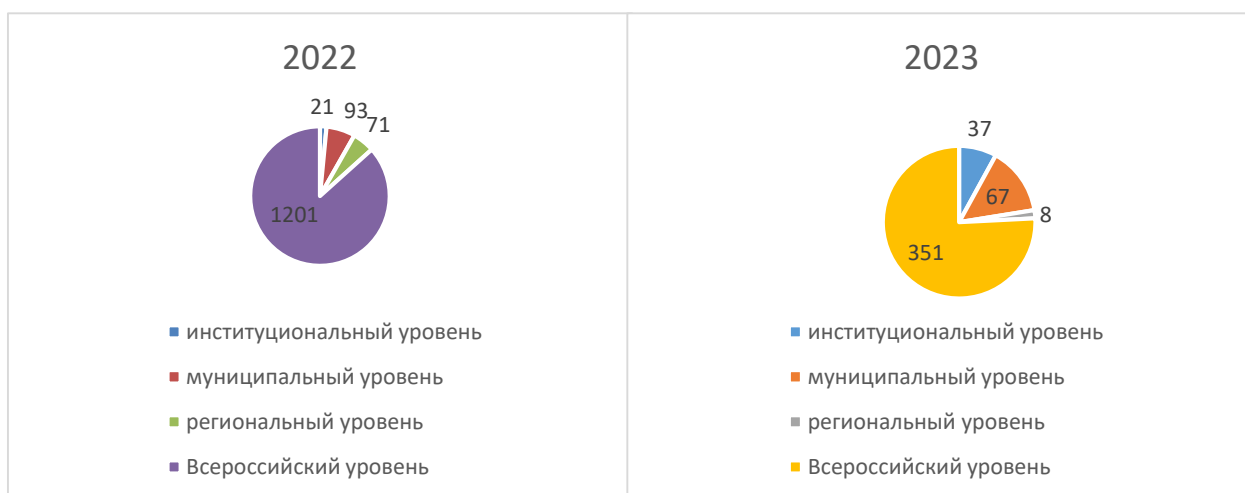 2022
21
93
71
1201
институциональный уровень
муниципальный уровень
региональный уровень
Всероссийский уровень
2023
37
67
8
351
институциональный уровень
муниципальный уровень
региональный уровень
Всероссийский уровень